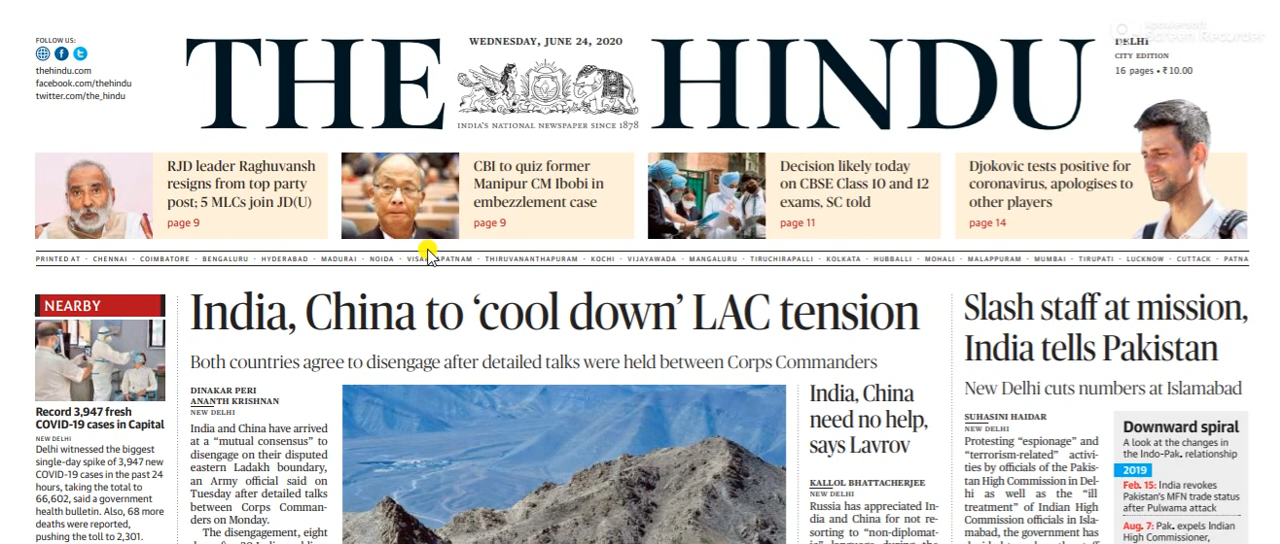 FOLLOW US:
thehindu.com
facebook.com/thehindu
twitter.com/the_hindu
WEDNESDAY, JUNE 24, 2020
THE HINDU
INDIA'S NATIONAL NEWSPAPER SINCE 1878
DELHI
CITY EDITION
16 pages • ₹10.00
Screen Recorder
RJD leader Raghuvansh
resigns from top party
post; 5 MLCs join JD(U)
page 9
CBI to quiz former
Manipur CM Ibobi in
embezzlement case
page 9
Decision likely today
on CBSE Class 10 and 12
exams, SC told
page 11
Djokovic tests positive for
coronavirus, apologises to
other players
page 14
PRINTED AT · CHENNAI · COIMBATORE · BENGALURU · HYDERABAD · MADURAI · NOIDA · VISAKHAPATNAM · THIRUVANANTHAPURAM · KOCHI · VIJAYAWADA · MANGALURU · TIRUCHIRAPALLI · KOLKATA · HUBBALLI · MOHALI · MALAPPURAM · MUMBAI · TIRUPATI · LUCKNOW · CUTTACK · PATNA
NEARBY
Record 3,947 fresh
COVID-19 cases in Capital
NEW DELHI
Delhi witnessed the biggest
single-day spike of 3,947 new
COVID-19 cases in the past 24
hours, taking the total to
66,602, said a government
health bulletin. Also, 68 more
deaths were reported,
pushing the toll to 2,301.
India, China to ‘cool down’ LAC tension
Both countries agree to disengage after detailed talks were held between Corps Commanders
DINAKAR PERI
ANANTH KRISHNAN
NEW DELHI
India and China have arrived
at a “mutual consensus” to
disengage on their disputed
eastern Ladakh boundary,
an Army official said on
Tuesday after detailed talks
between Corps Comman-
ders on Monday.
The disengagement, eight
India, China
need no help,
says Lavrov
KALLOL BHATTACHERJEE
NEW DELHI
Russia has appreciated In-
dia and China for not re-
sorting to “non-diplomat-
Slash staff at mission,
India tells Pakistan
New Delhi cuts numbers at Islamabad
SUHASINI HAIDAR
NEW DELHI
Protesting “espionage” and
“terrorism-related” activi-
ties by officials of the Pakis-
tan High Commission in Del-
hi as well as the “ill
treatment” of Indian High
Commission officials in Isla-
mabad, the government has
Downward spiral
A look at the changes in
the Indo-Pak. relationship
2019
Feb. 15: India revokes
Pakistan's MFN trade status
after Pulwama attack
Aug. 7: Pak. expels Indian
High Commissioner,